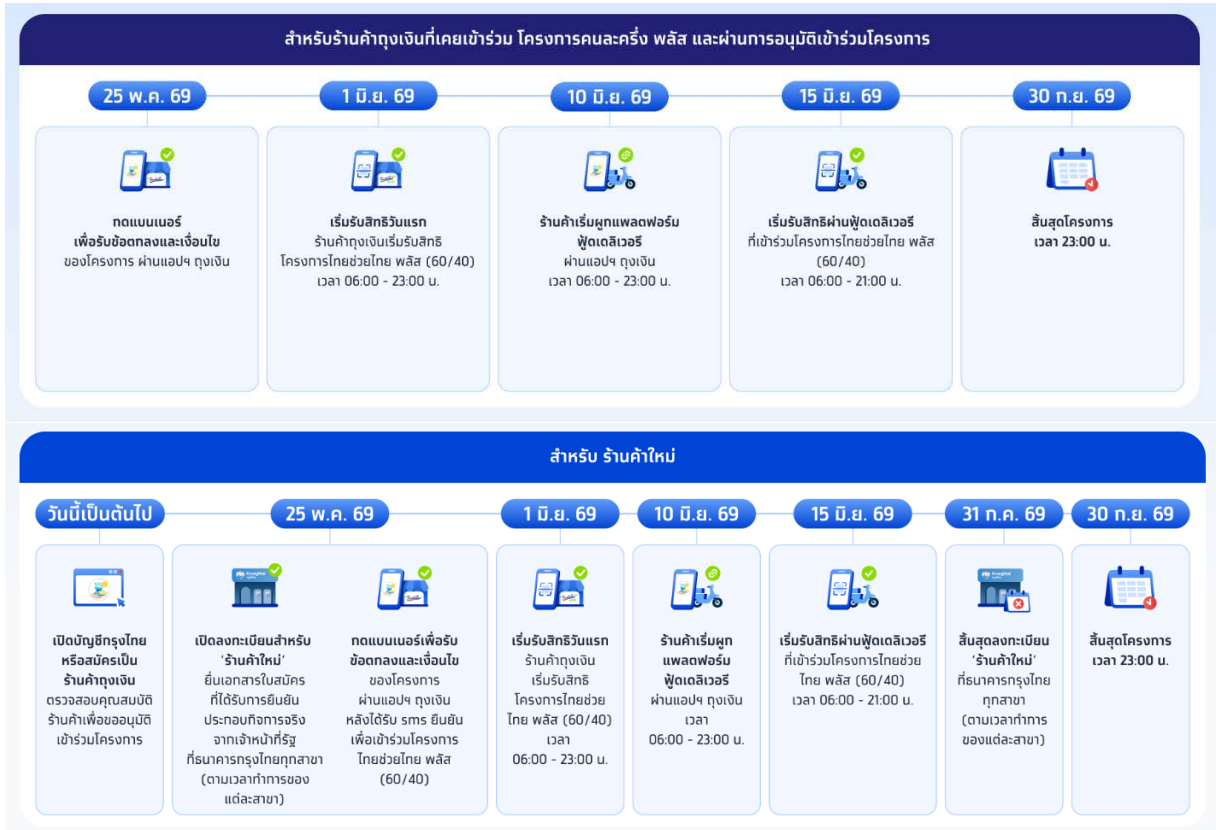 สำหรับร้านค้าถุงเงินที่เคยเข้าร่วม โครงการคนละครึ่ง พลัส และผ่านการอนุมัติเข้าร่วมโครงการ
25 พ.ค. 69
กดแบนเนอร์
เพื่อรับข้อตกลงและเงื่อนไข
ของโครงการ ผ่านแอปฯ ถุงเงิน
1 มิ.ย. 69
เริ่มรับสิทธิวันแรก
ร้านค้าถุงเงินเริ่มรับสิทธิ
โครงการไทยช่วยไทย พลัส (60/40)
เวลา 06:00 - 23:00 น.
10 มิ.ย. 69
ร้านค้าเริ่มผูกแพลตฟอร์ม
ฟู้ดเดลิเวอรี
ผ่านแอปฯ ถุงเงิน
เวลา 06:00 - 23:00 น.
15 มิ.ย. 69
เริ่มรับสิทธิผ่านฟู้ดเดลิเวอรี
ที่เข้าร่วมโครงการไทยช่วยไทย พลัส
(60/40)
เวลา 06:00 - 21:00 น.
30 ก.ย. 69
สิ้นสุดโครงการ
เวลา 23:00 น.
สำหรับ ร้านค้าใหม่
วันนี้เป็นต้นไป
เปิดบัญชีกรุงไทย
หรือสมัครเป็น
ร้านค้าถุงเงิน
ตรวจสอบคุณสมบัติ
ร้านค้าเพื่อขออนุมัติ
เข้าร่วมโครงการ
25 พ.ค. 69
เปิดลงทะเบียนสำหรับ
‘ร้านค้าใหม่’
ยื่นเอกสารใบสมัคร
ที่ได้รับการยืนยัน
ประกอบกิจการจริง
จากเจ้าหน้าที่รัฐ
ที่ธนาคารกรุงไทยทุกสาขา
(ตามเวลาทำการของ
แต่ละสาขา)
กดแบนเนอร์เพื่อรับ
ข้อตกลงและเงื่อนไข
ของโครงการ
ผ่านแอปฯ ถุงเงิน
หลังได้รับ sms ยืนยัน
เพื่อเข้าร่วมโครงการ
ไทยช่วยไทย พลัส
(60/40)
1 มิ.ย. 69
เริ่มรับสิทธิวันแรก
ร้านค้าถุงเงิน
เริ่มรับสิทธิ
โครงการไทยช่วย
ไทย พลัส (60/40)
เวลา
06:00 - 23:00 น.
10 มิ.ย. 69
ร้านค้าเริ่มผูก
แพลตฟอร์ม
ฟู้ดเดลิเวอรี
ผ่านแอปฯ ถุงเงิน
เวลา
06:00 - 23:00 น.
15 มิ.ย. 69
เริ่มรับสิทธิผ่านฟู้ดเดลิเวอรี
ที่เข้าร่วมโครงการไทยช่วย
ไทย พลัส (60/40)
เวลา 06:00 - 21:00 น.
31 ก.ค. 69
สิ้นสุดลงทะเบียน
‘ร้านค้าใหม่’
ที่ธนาคารกรุงไทย
ทุกสาขา
(ตามเวลาทำการ
ของแต่ละสาขา)
30 ก.ย. 69
สิ้นสุดโครงการ
เวลา 23:00 น.